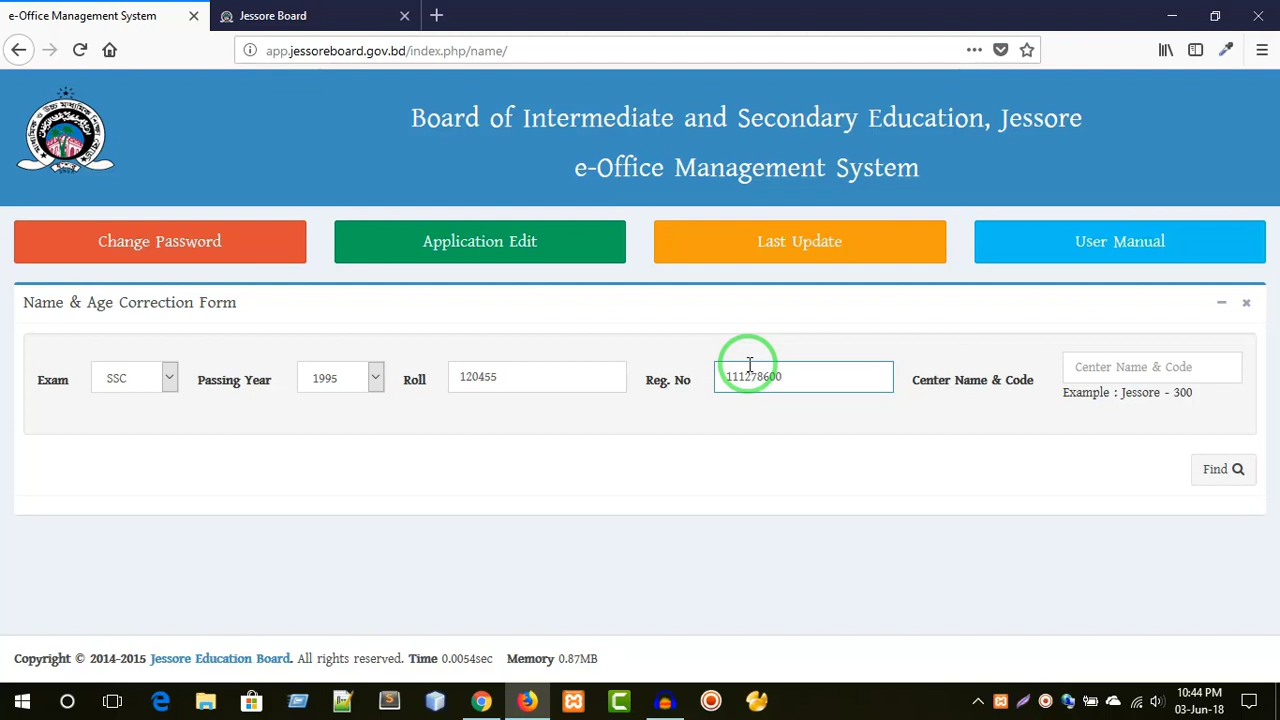 e-Office Management System
Jessore Board
app.jessoreboard.gov.bd/index.php/name/
Board of Intermediate and Secondary Education, Jessore
e-Office Management System
Change Password
Application Edit
Last Update
User Manual
Name & Age Correction Form
Exam SSC Passing Year 1995 Roll 120455 Reg. No 111278600 Center Name & Code Center Name & Code
Example : Jessore - 300
Find
Copyright © 2014-2015 Jessore Education Board. All rights reserved. Time 0.0054sec Memory 0.87MB
10:44 PM
03-Jun-18